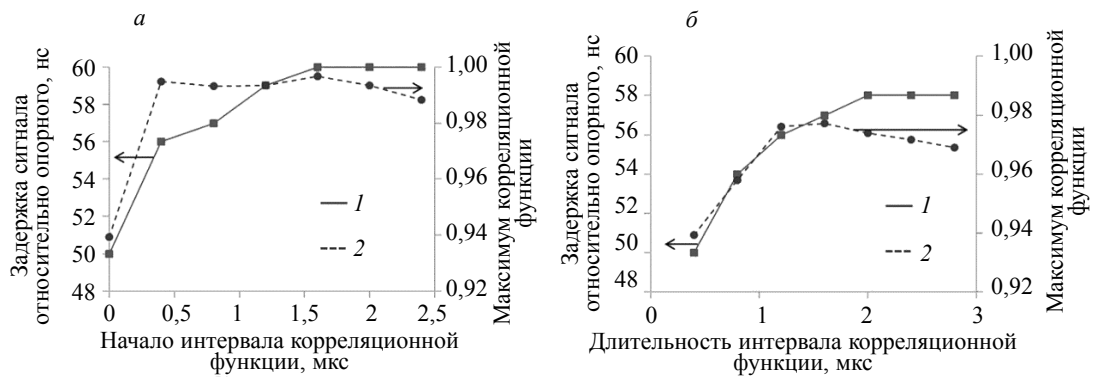 а
Задержка сигнала
относительно опорного, нс
60
58
56
54
52
50
48
0
0,5
1
1,5
2
2,5
Начало интервала корреляционной
функции, мкс
1,00
0,98
0,96
0,94
0,92
Максимум корреляционной
функции
1
2
б
Задержка сигнала
относительно опорного, нс
60
58
56
54
52
50
48
0
1
2
3
Длительность интервала корреляционной
функции, мкс
1,00
0,98
0,96
0,94
0,92
Максимум корреляционной
функции
1
2